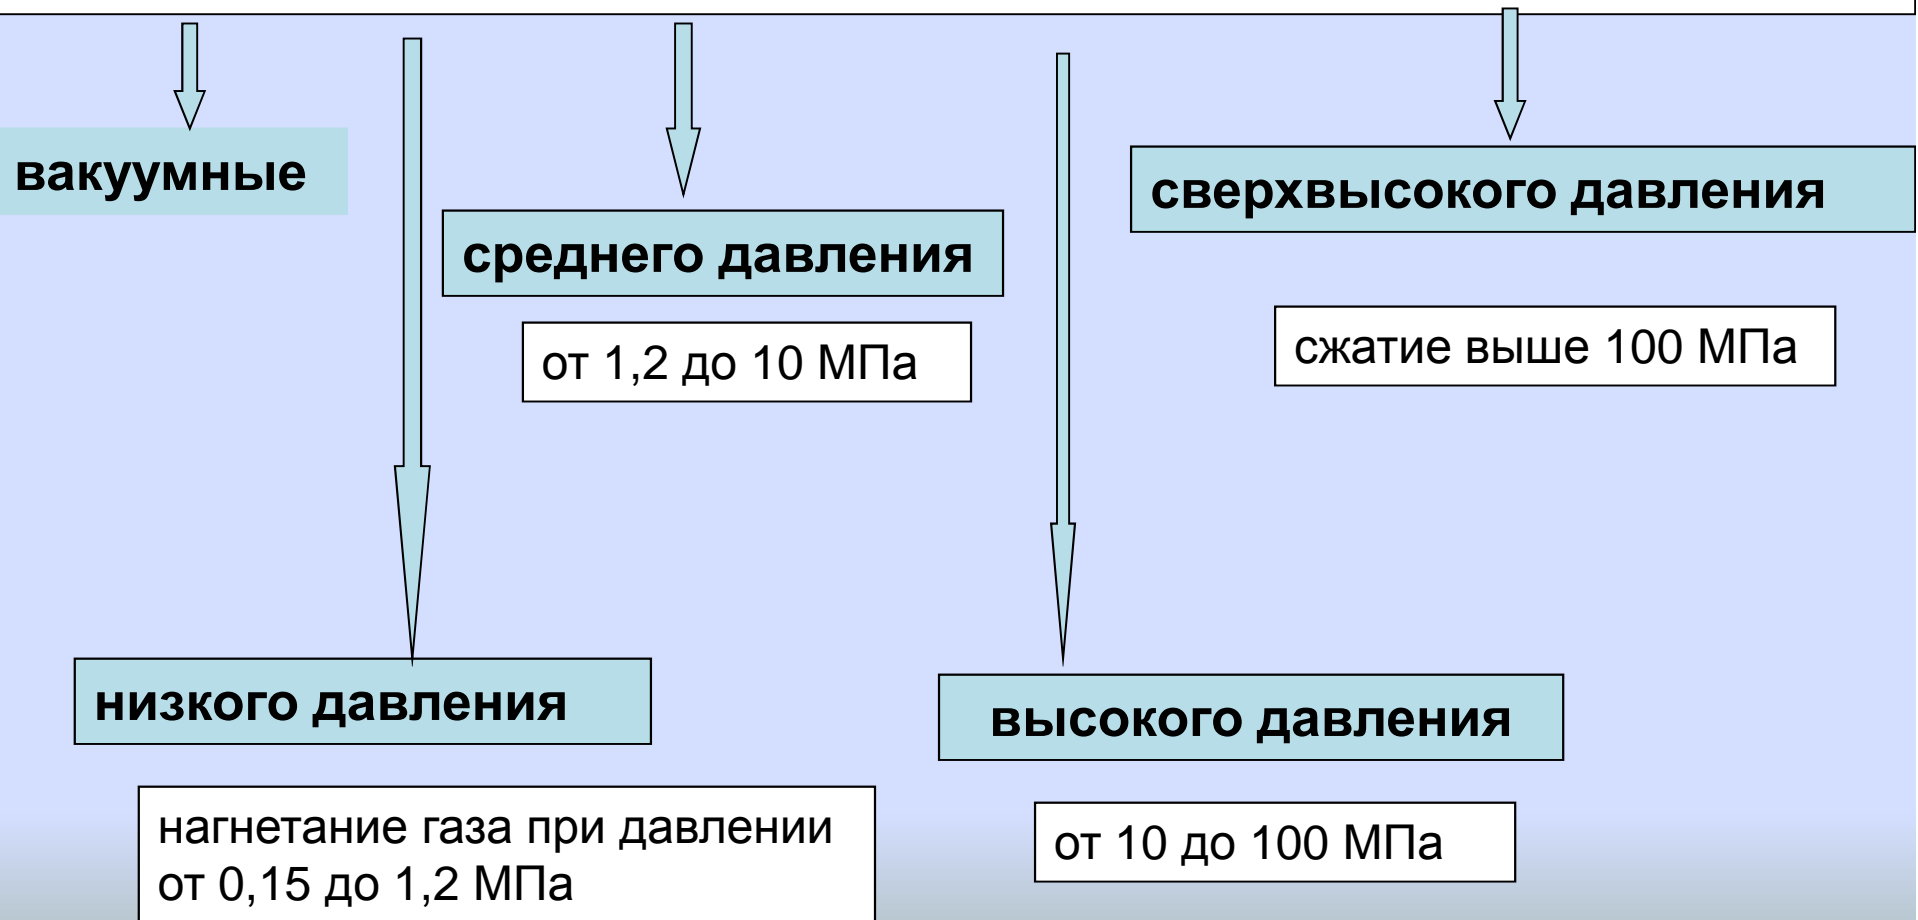 вакуумные
сверхвысокого давления
среднего давления
сжатие выше 100 МПа
от 1,2 до 10 МПа
низкого давления
высокого давления
нагнетание газа при давлении
от 0,15 до 1,2 МПа
от 10 до 100 МПа